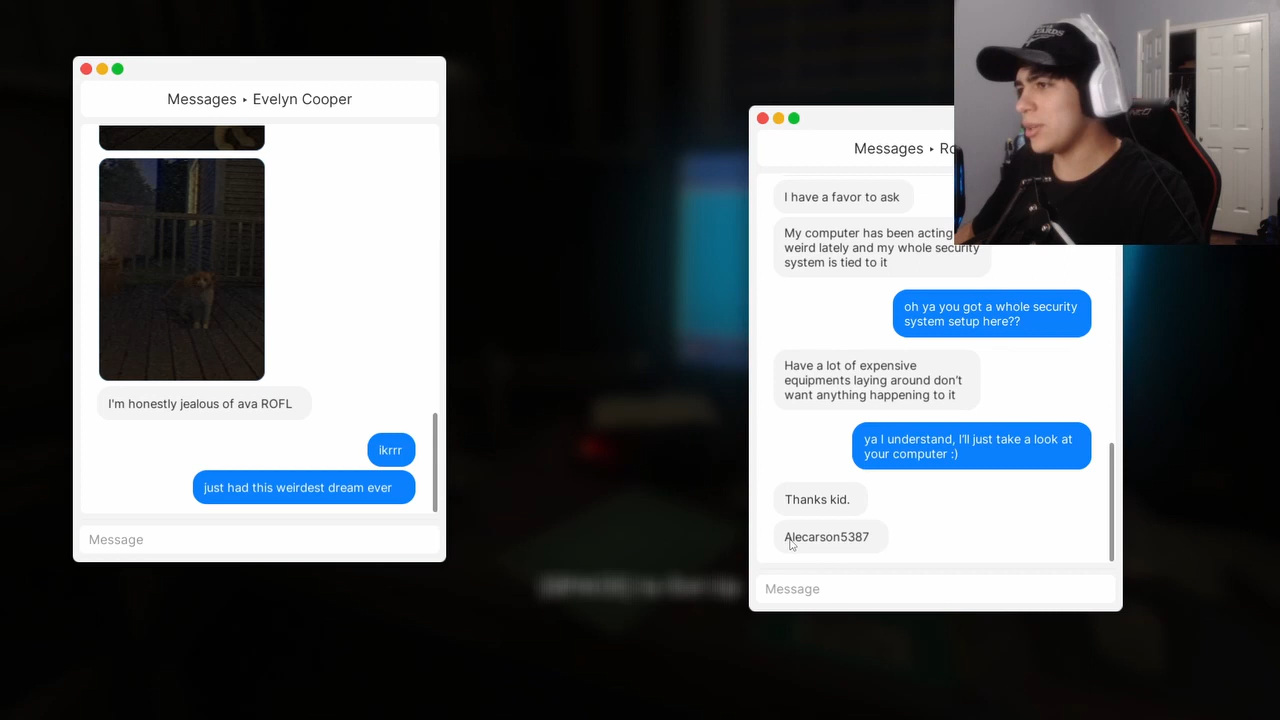 Messages ▸ Evelyn Cooper
I'm honestly jealous of ava ROFL
ikrrr
just had this weirdest dream ever
Message
Messages ▸ Ro
I have a favor to ask
My computer has been acting
weird lately and my whole security
system is tied to it
oh ya you got a whole security
system setup here??
Have a lot of expensive
equipments laying around don't
want anything happening to it
ya I understand, I'll just take a look at
your computer :)
Thanks kid.
Alecarson5387
Message